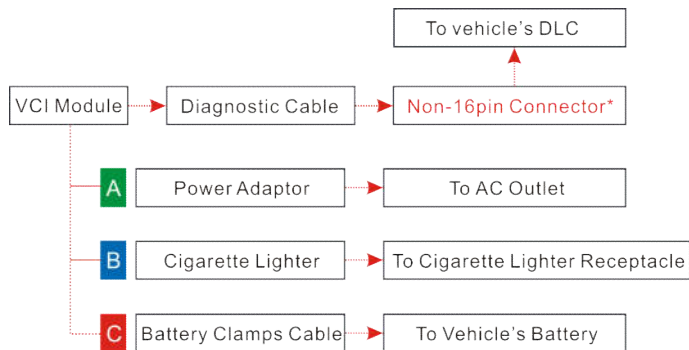 To vehicle's DLC
VCI Module
Diagnostic Cable
Non-16pin Connector*
A
Power Adaptor
To AC Outlet
B
Cigarette Lighter
To Cigarette Lighter Receptacle
C
Battery Clamps Cable
To Vehicle's Battery